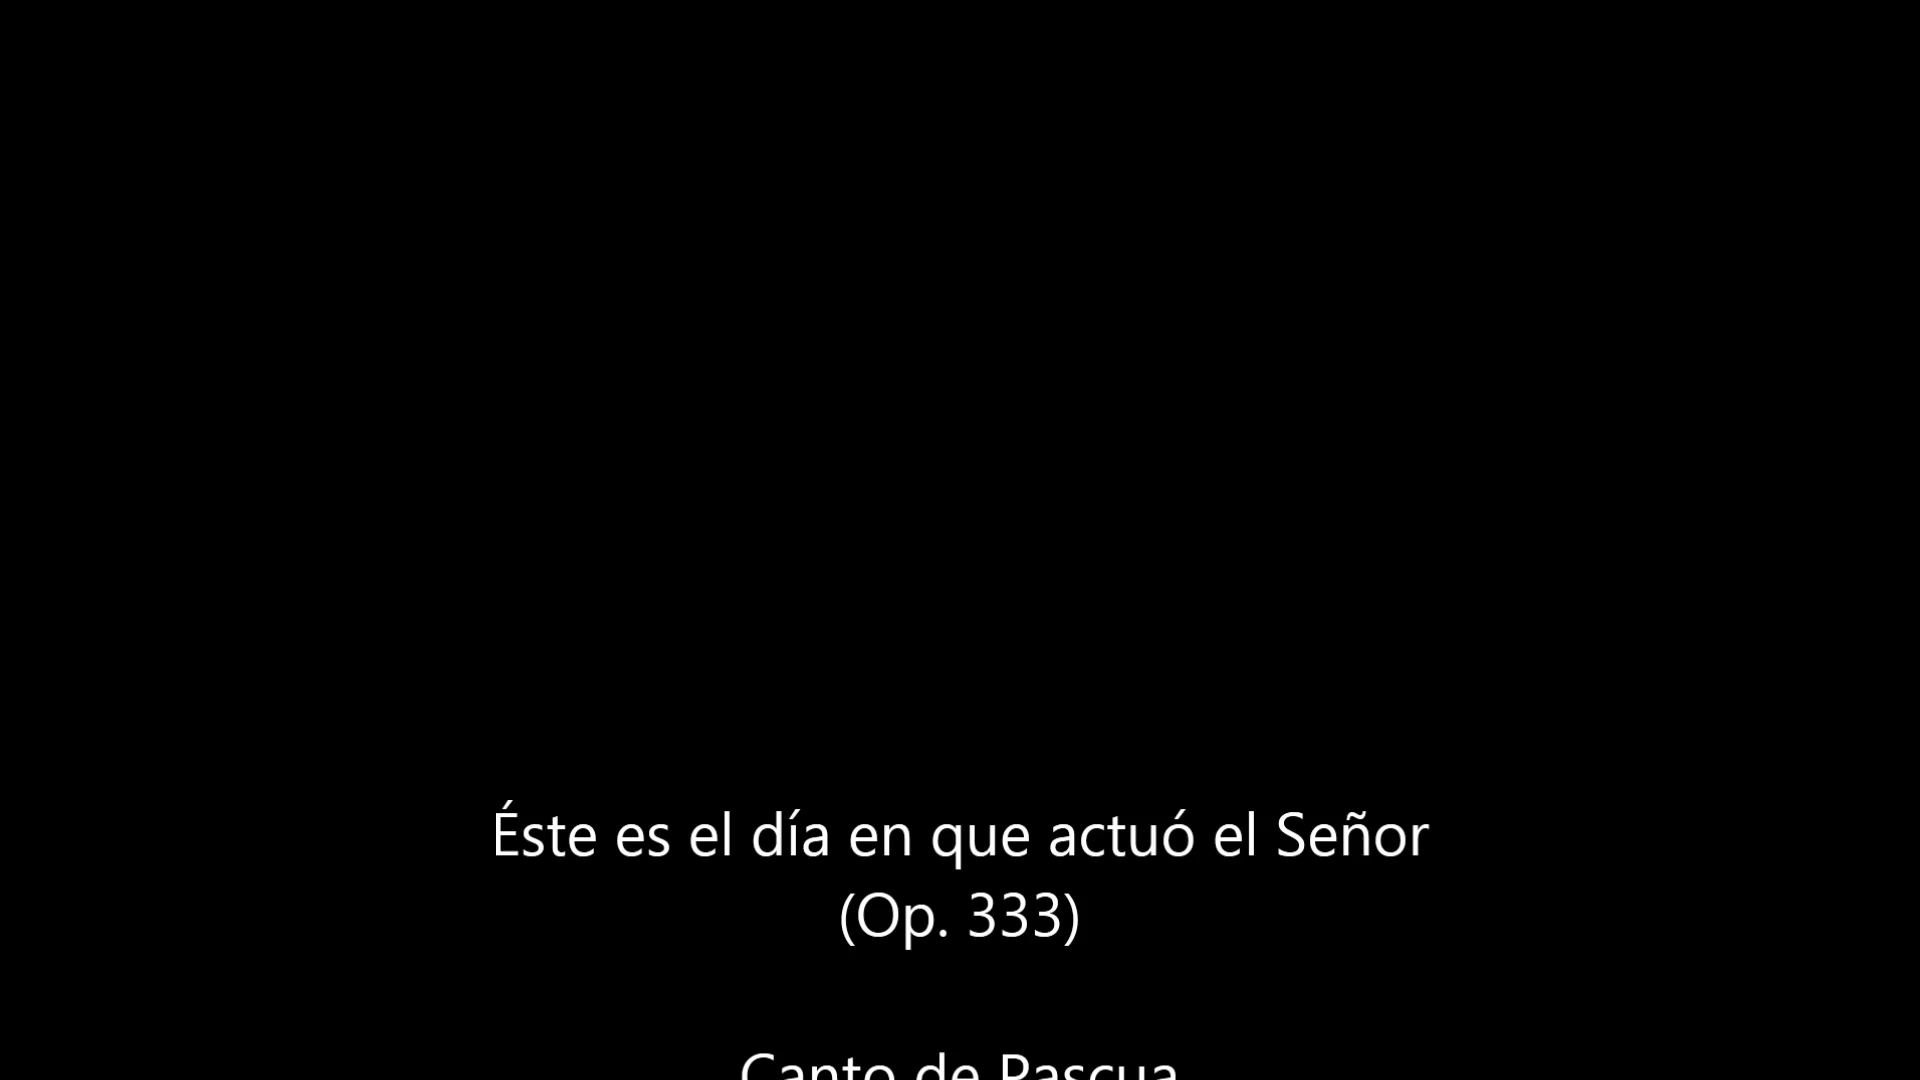 Éste es el día en que actuó el Señor
(Op. 333)
Canto de Pascua